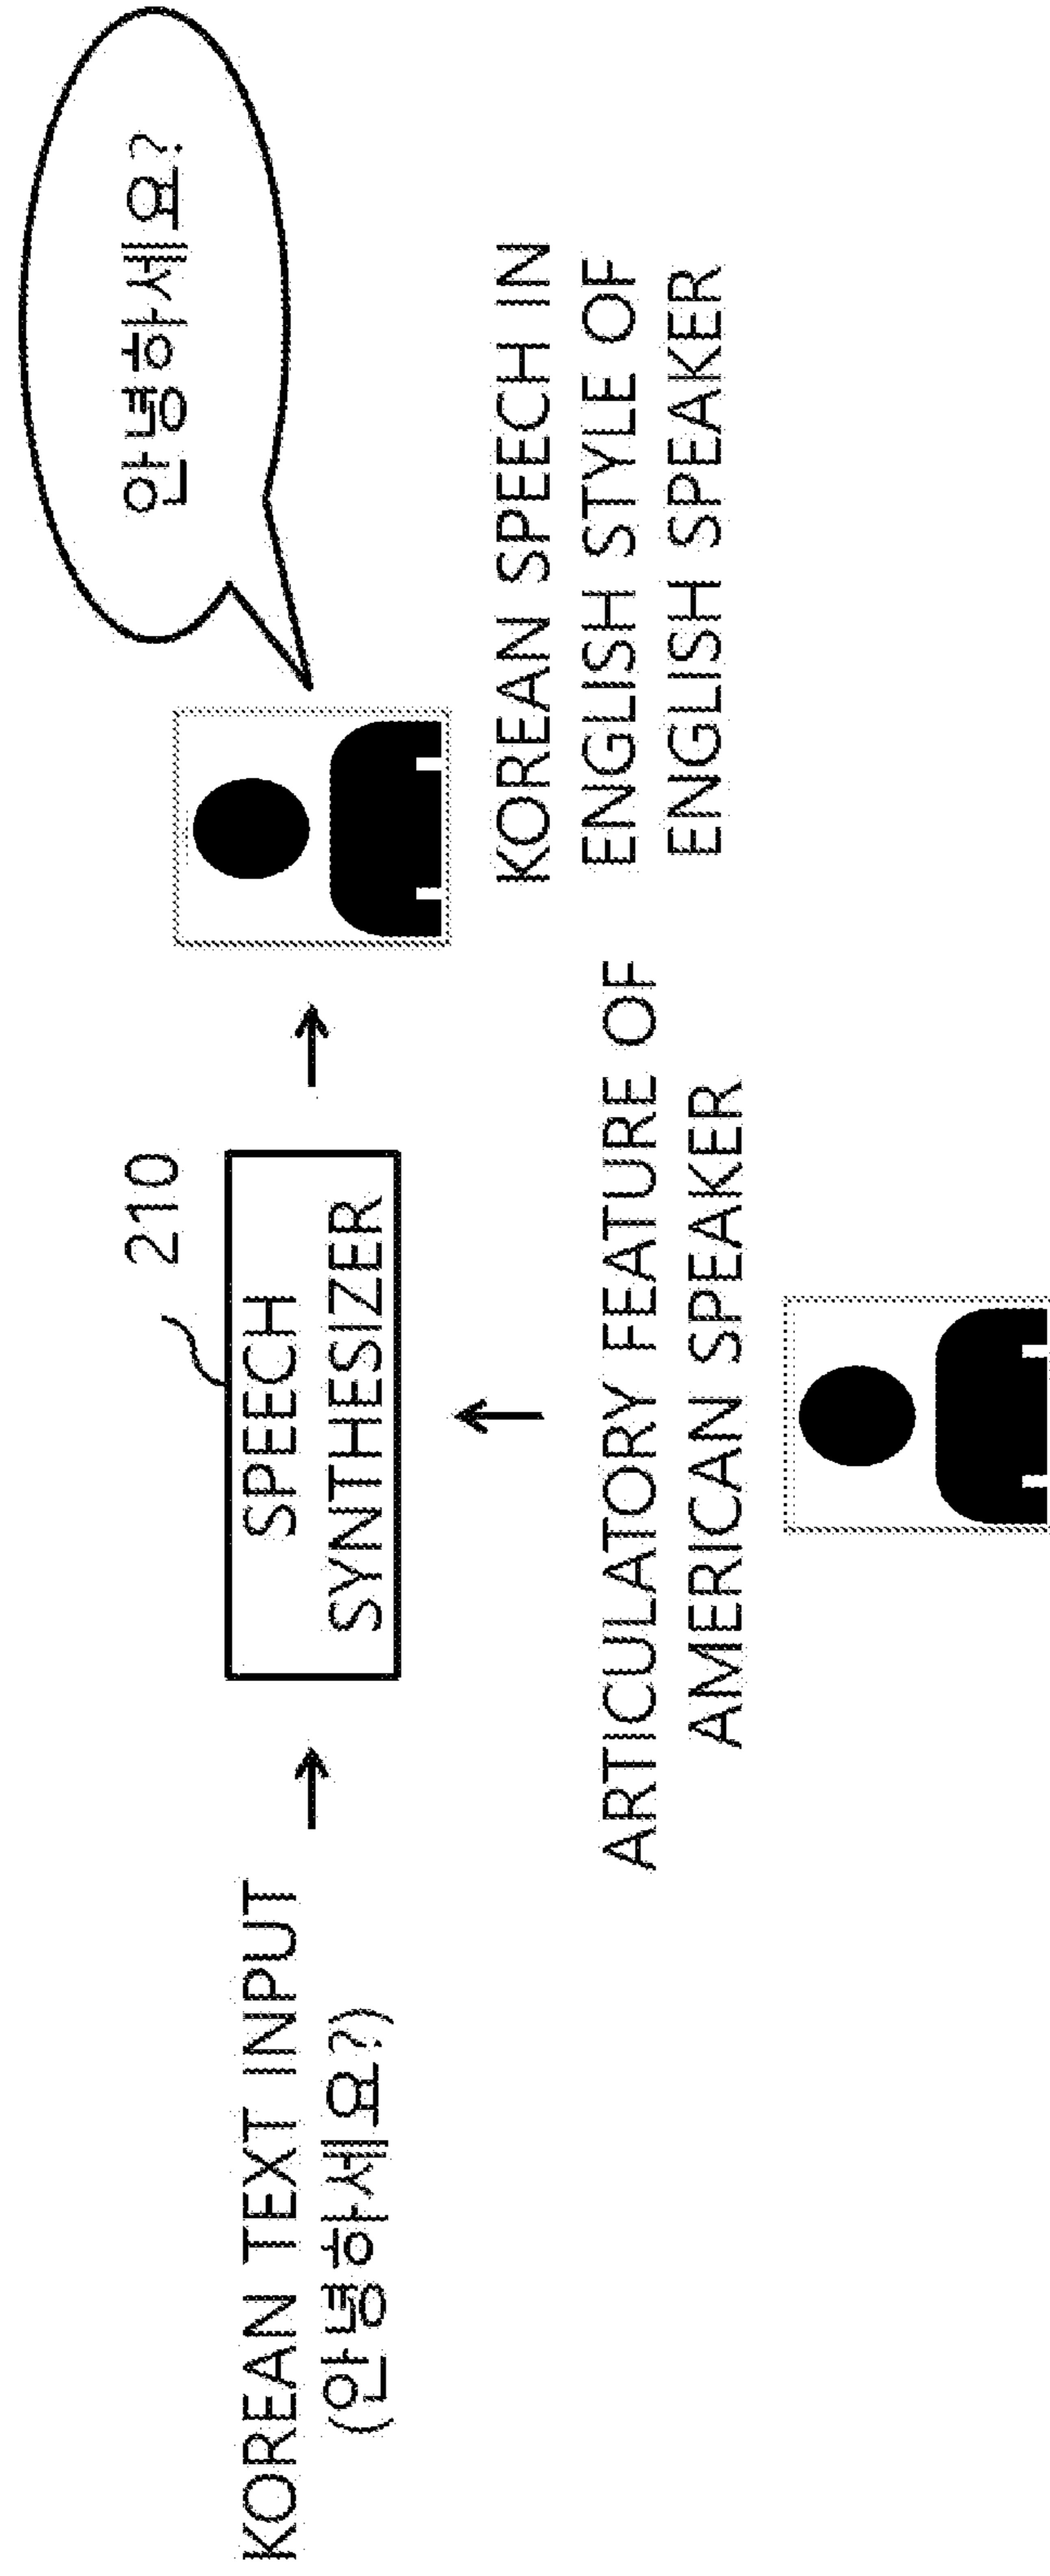 KOREAN TEXT INPUT
(안녕하세요?)
210
SPEECH
SYNTHESIZER
ARTICULATORY FEATURE OF
AMERICAN SPEAKER
안녕하세요?
KOREAN SPEECH IN
ENGLISH STYLE OF
ENGLISH SPEAKER